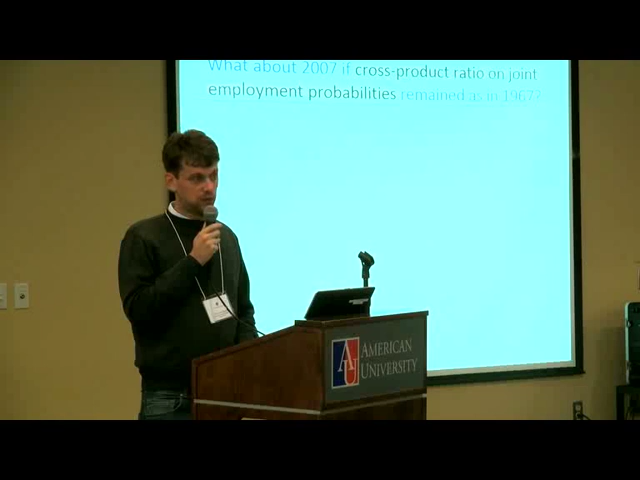 What about 2007 if cross-product ratio on joint
employment probabilities remained as in 1967?
AMERICAN
UNIVERSITY